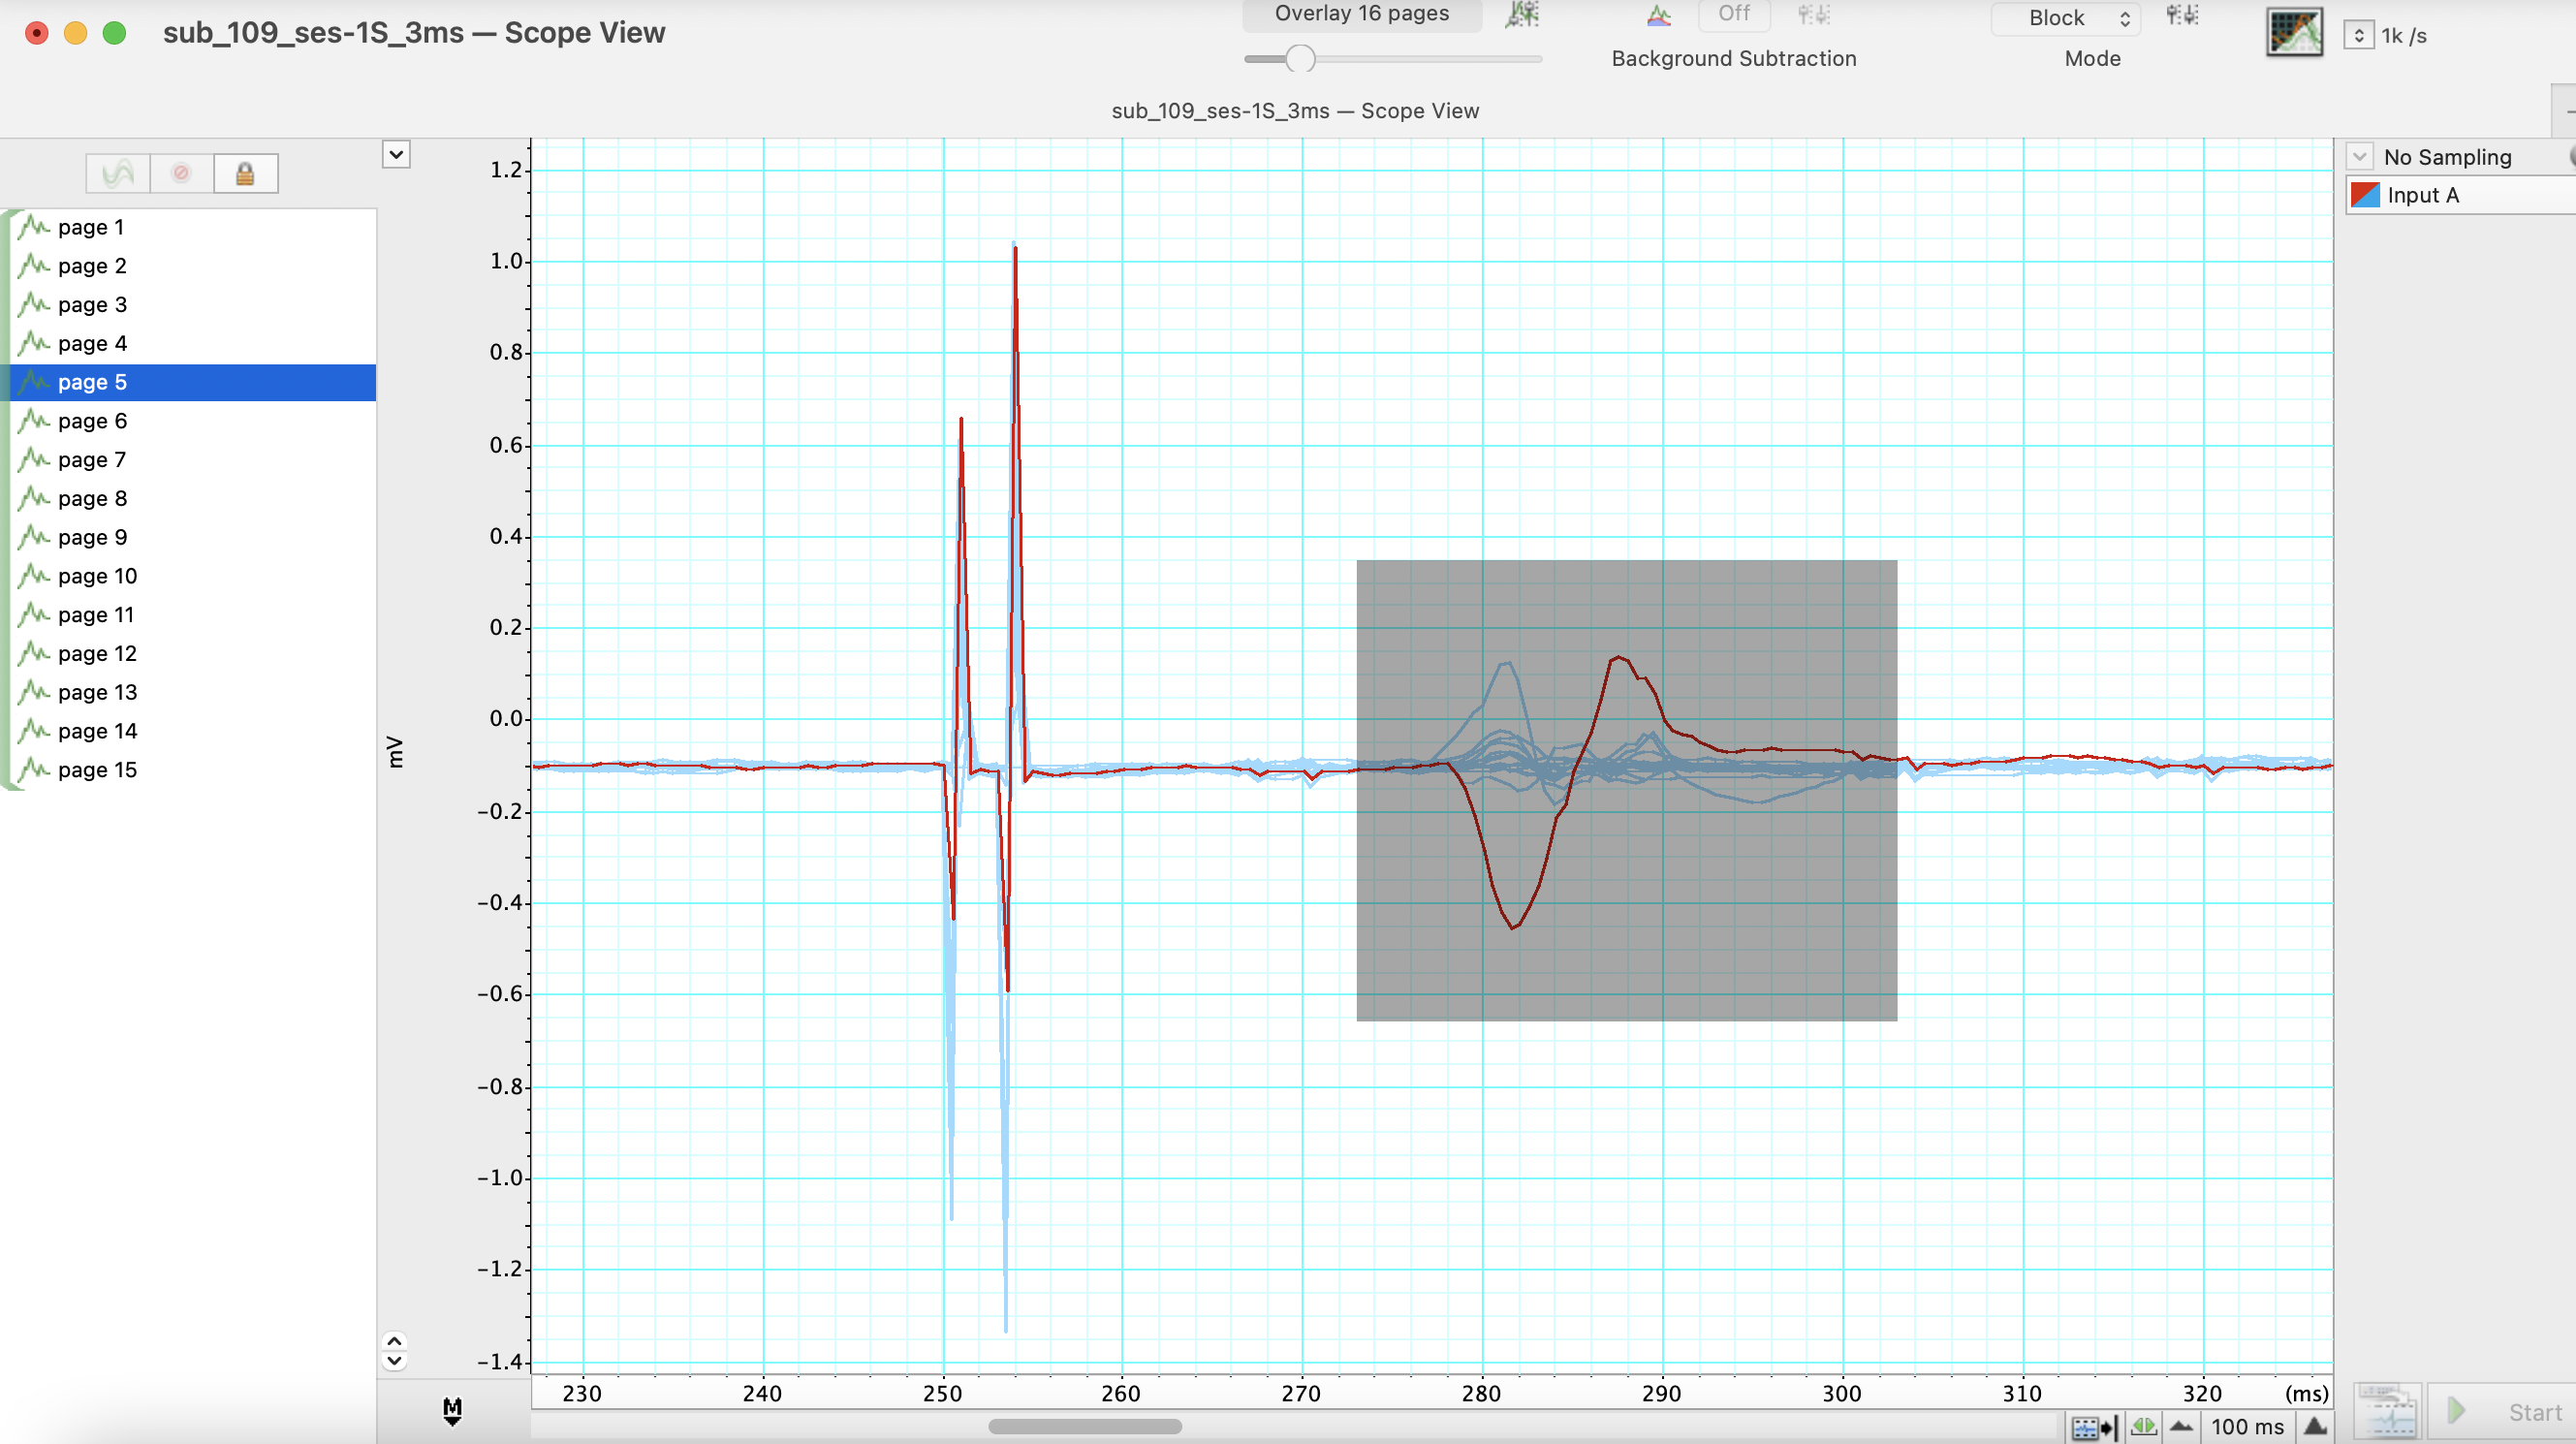 sub_109_ses-1S_3ms — Scope View
Overlay 16 pages
Off
Background Subtraction
Block
Mode
1k /s
sub_109_ses-1S_3ms — Scope View
page 1
page 2
page 3
page 4
page 5
page 6
page 7
page 8
page 9
page 10
page 11
page 12
page 13
page 14
page 15
mV
1.2
1.0
0.8
0.6
0.4
0.2
0.0
−0.2
−0.4
−0.6
−0.8
−1.0
−1.2
−1.4
230 240 250 260 270 280 290 300 310 320 (ms)
No Sampling
Input A
M
100 ms
Start